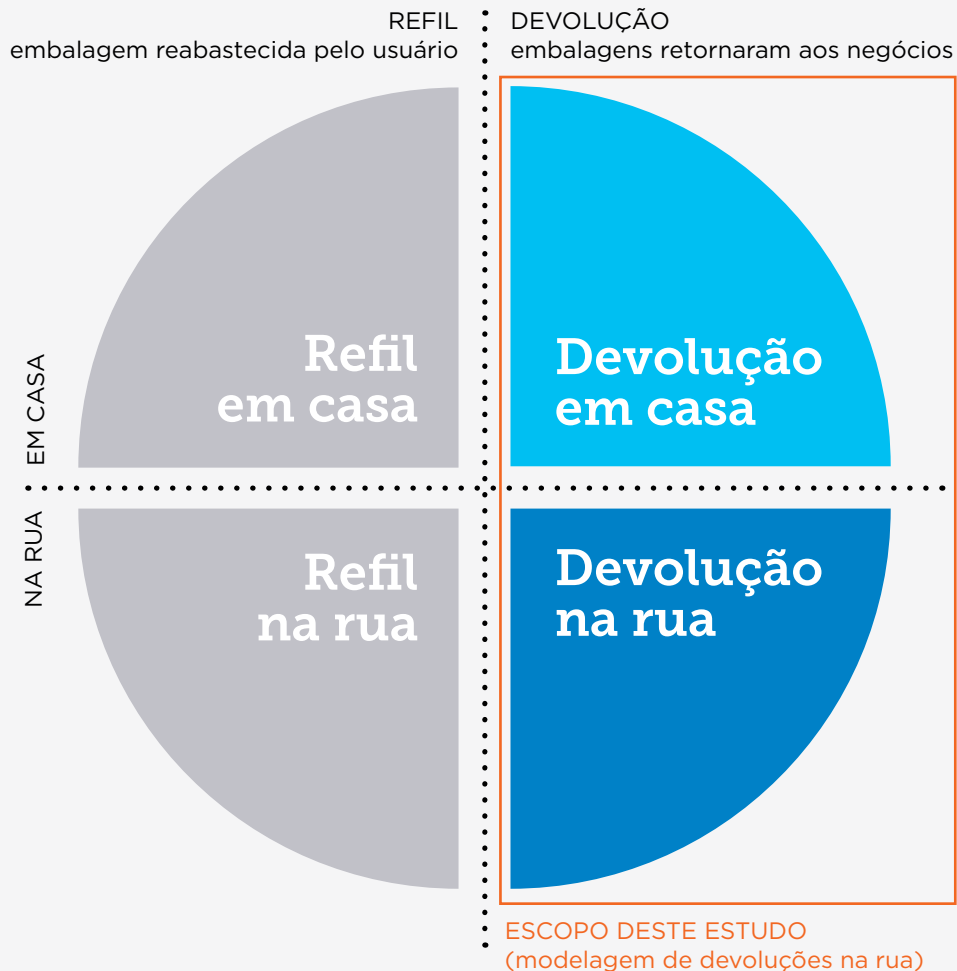 REFIL
embalagem reabastecida pelo usuário
DEVOLUÇÃO
embalagens retornaram aos negócios
EM CASA
Refil
em casa
Devolução
em casa
NA RUA
Refil
na rua
Devolução
na rua
ESCOPO DESTE ESTUDO
(modelagem de devoluções na rua)